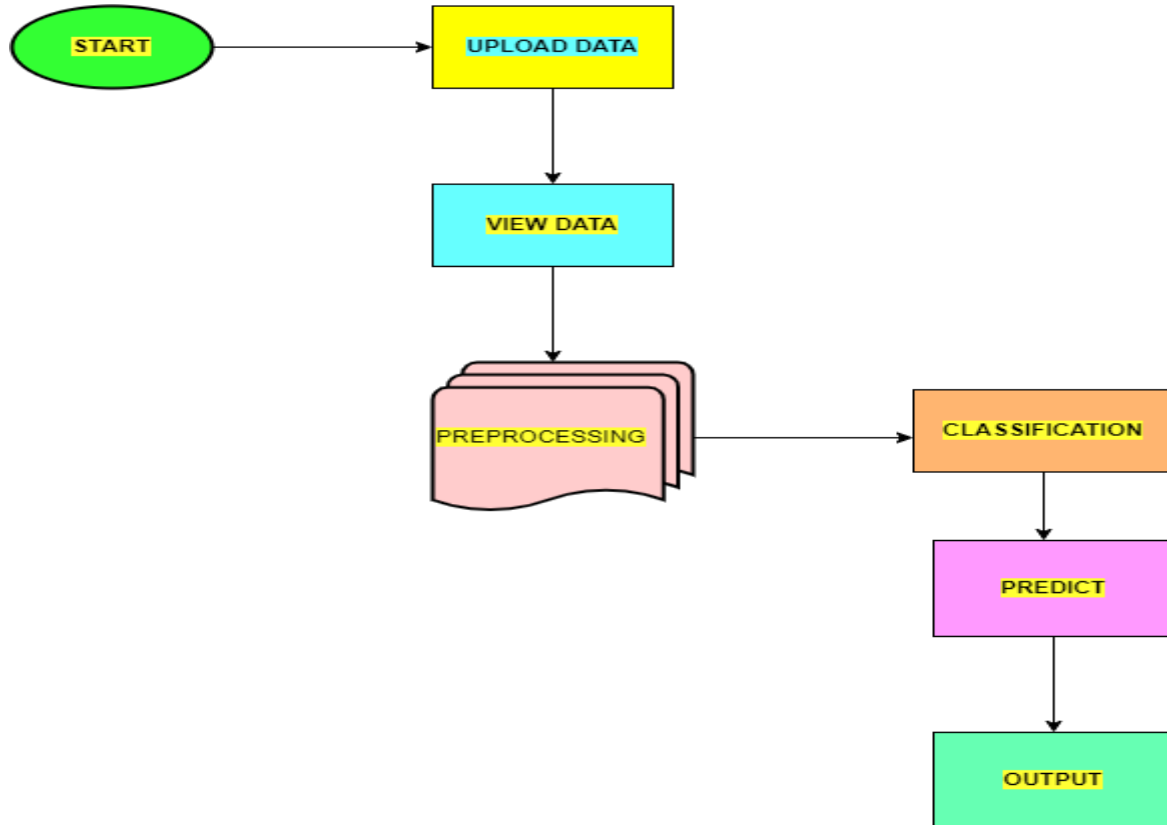 START
UPLOAD DATA
VIEW DATA
PREPROCESSING
CLASSIFICATION
PREDICT
OUTPUT